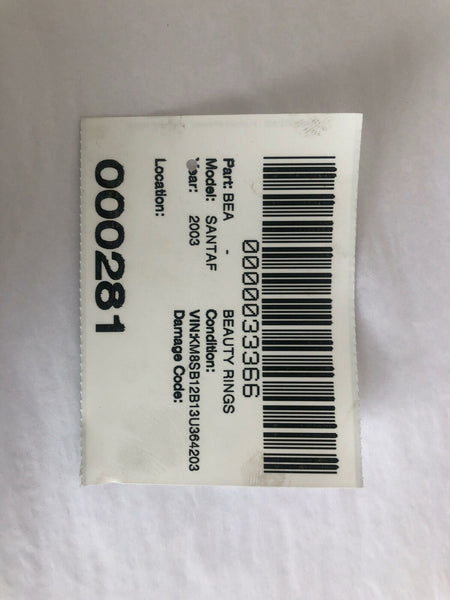 0000033366
Part: BEA - BEAUTY RINGS
Model: SANTAF Condition:
Year: 2003 VIN:KM8SB12B13U364203
Damage Code:
Location:
000281